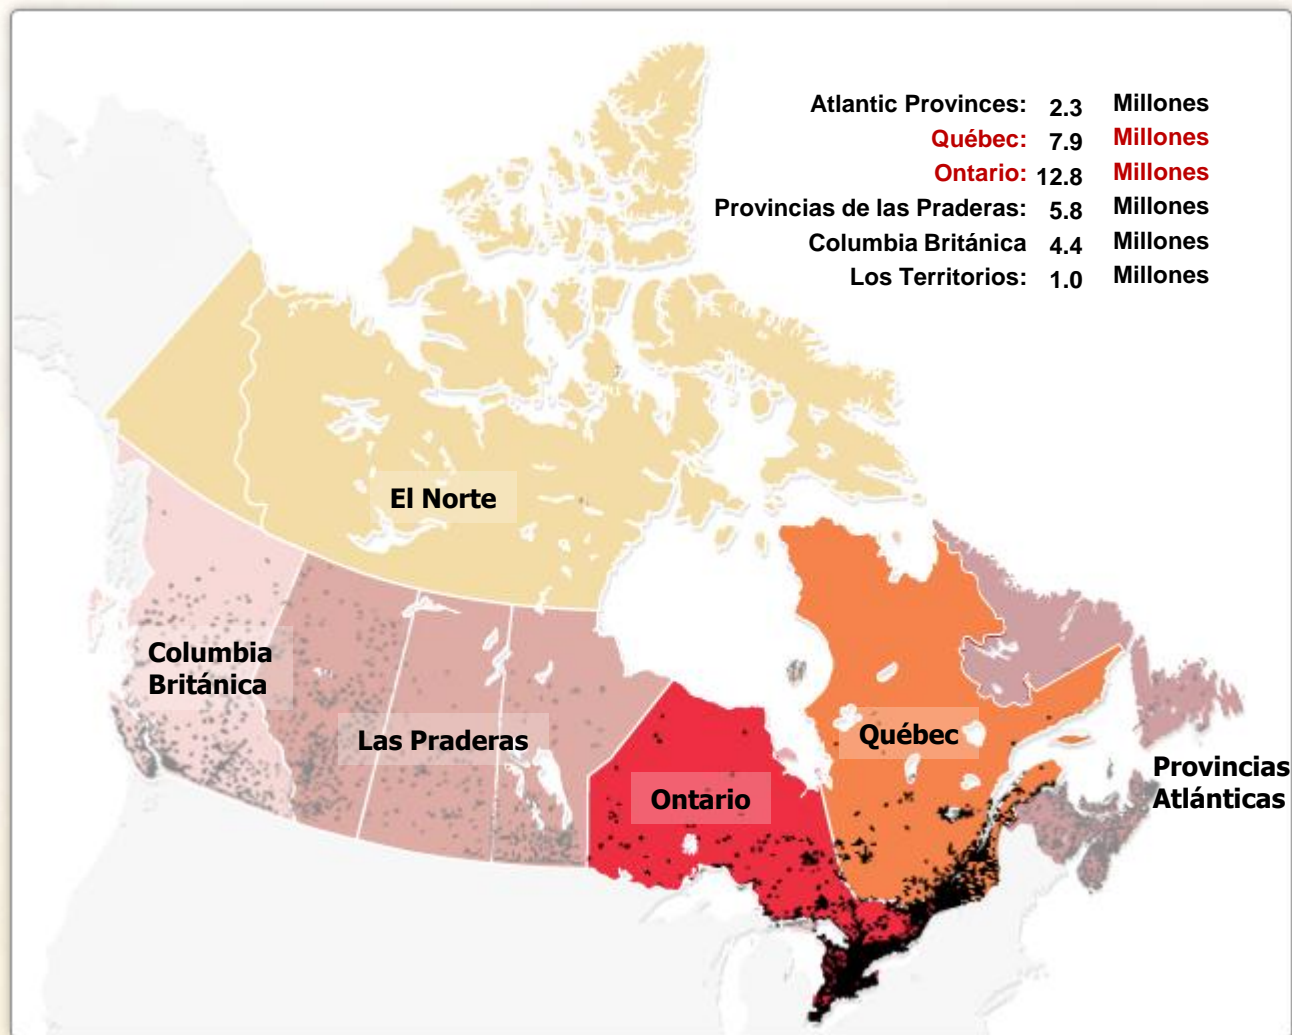 Atlantic Provinces: 2.3 Millones
Québec: 7.9 Millones
Ontario: 12.8 Millones
Provincias de las Praderas: 5.8 Millones
Columbia Británica 4.4 Millones
Los Territorios: 1.0 Millones
El Norte
Columbia
Británica
Las Praderas
Québec
Ontario
Provincias
Atlánticas